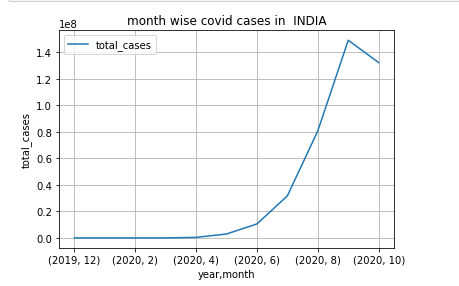 month wise covid cases in  INDIA
1e8
total_cases
1.4
1.2
1.0
0.8
0.6
0.4
0.2
0.0
total_cases
(2019, 12) (2020, 2) (2020, 4) (2020, 6) (2020, 8) (2020, 10)
year,month